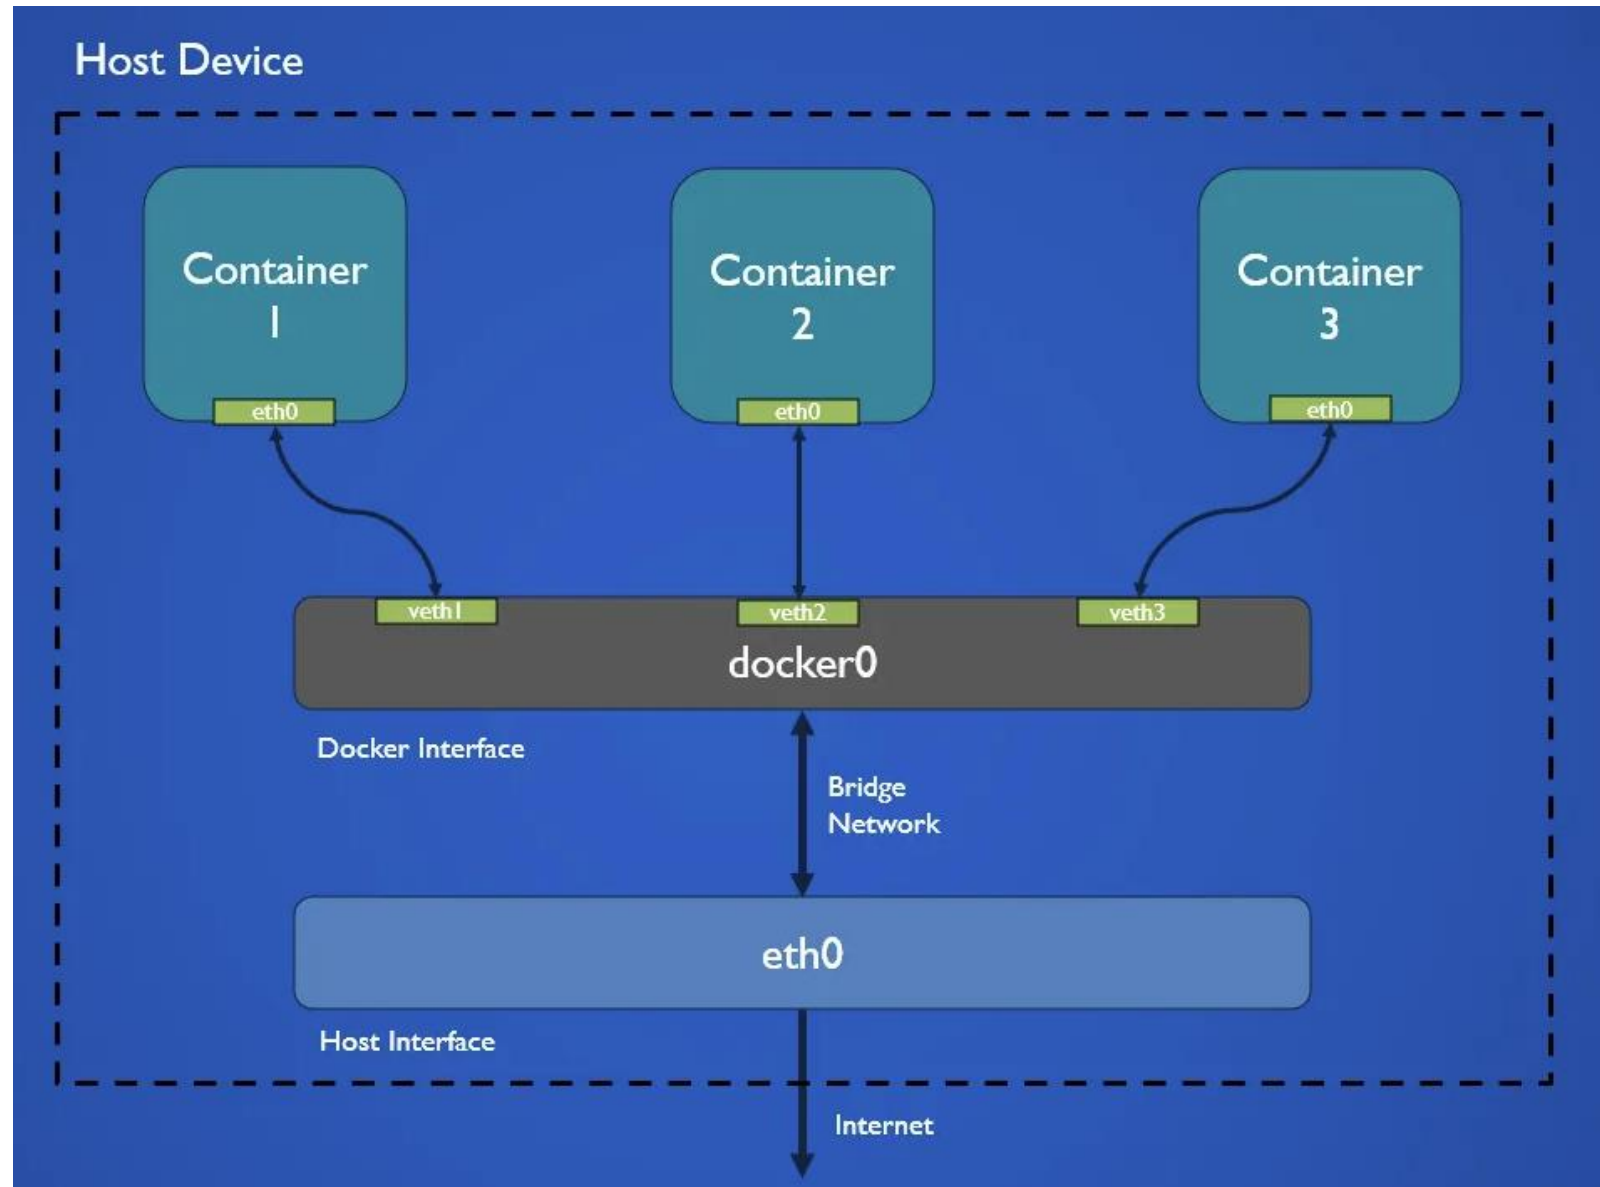 Host Device
Container
1
Container
2
Container
3
eth0
eth0
eth0
veth1
veth2
veth3
docker0
Docker Interface
Bridge
Network
eth0
Host Interface
Internet